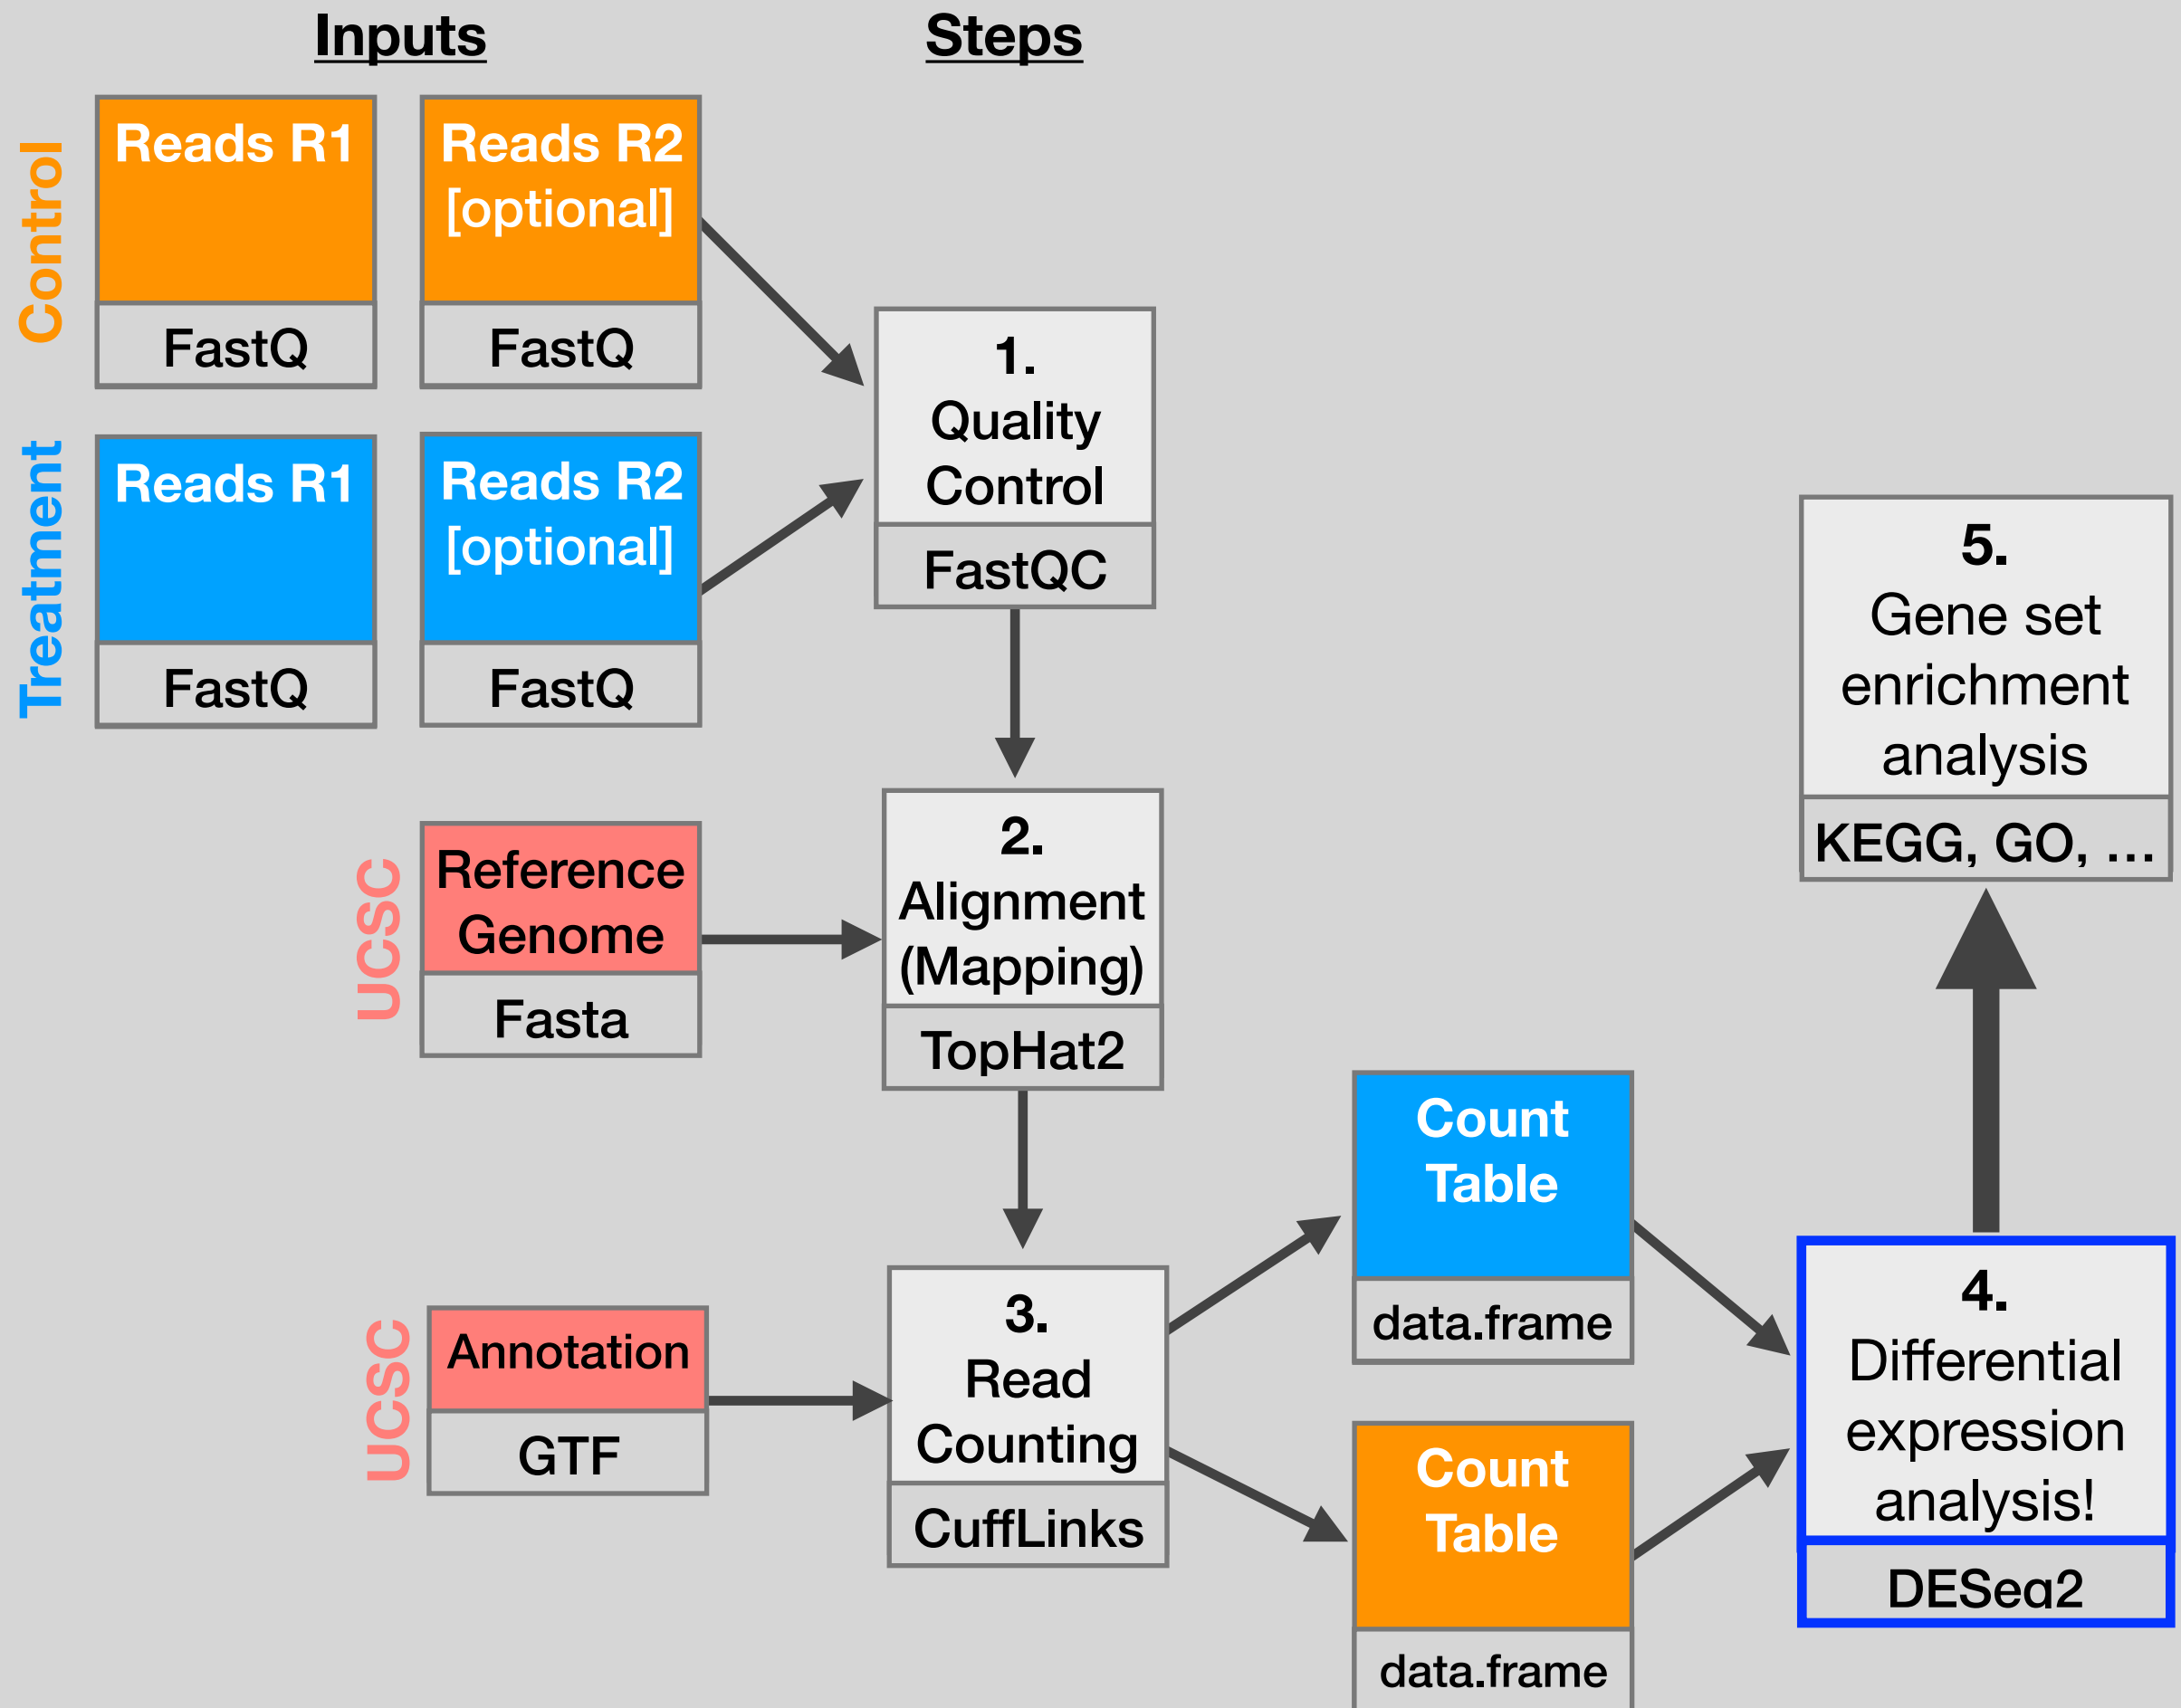 Inputs
Steps
Control
Reads R1
FastQ
Reads R2
[optional]
FastQ
Treatment
Reads R1
FastQ
Reads R2
[optional]
FastQ
1.
Quality
Control
FastQC
UCSC
Reference
Genome
Fasta
2.
Alignment
(Mapping)
TopHat2
UCSC
Annotation
GTF
3.
Read
Counting
CuffLinks
Count
Table
data.frame
Count
Table
data.frame
4.
Differential
expression
analysis!
DESeq2
5.
Gene set
enrichment
analysis
KEGG, GO, …